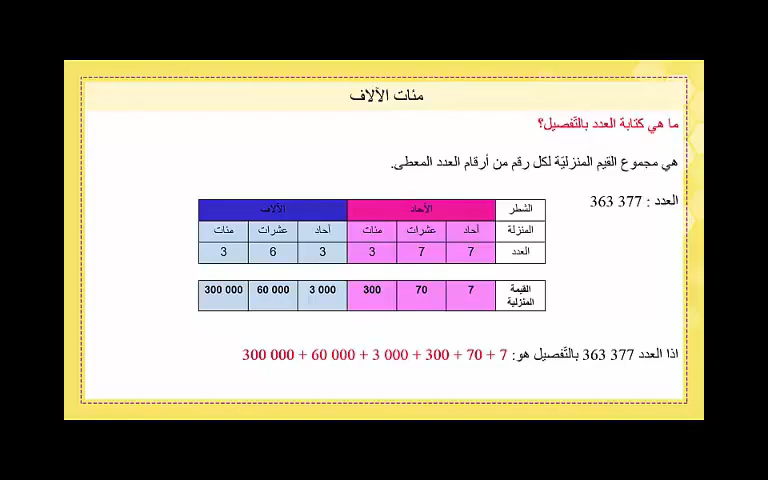 مئات الآلاف
ما هي كتابة العدد بالتّفصيل؟
هي مجموع القيم المنزليّة لكل رقم من أرقام العدد المعطى.
العدد : 377 363
الشطر الأحاد الآلاف
المنزلة أحاد عشرات مئات أحاد عشرات مئات
العدد 7 7 3 3 6 3
القيمة المنزلية 7 70 300 3 000 60 000 300 000
اذا العدد 377 363 بالتّفصيل هو: 300 000 + 60 000 + 3 000 + 300 + 70 + 7